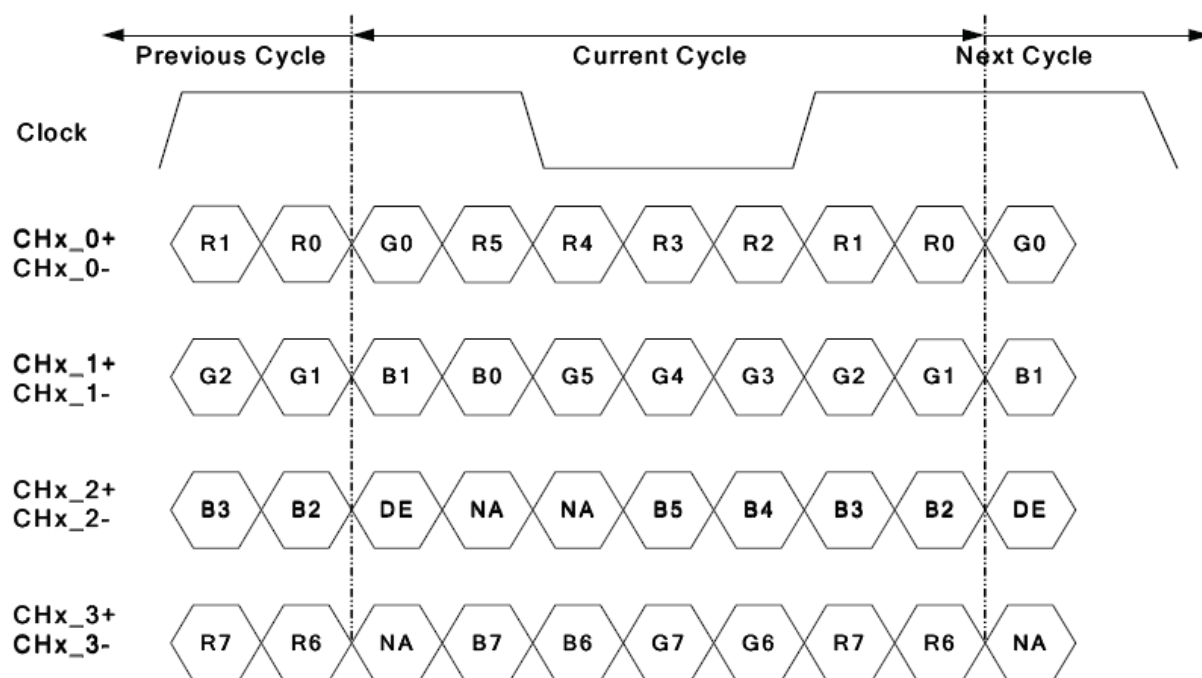 Previous Cycle Current Cycle Next Cycle
Clock
CHx_0+
CHx_0-
R1 R0 G0 R5 R4 R3 R2 R1 R0 G0
CHx_1+
CHx_1-
G2 G1 B1 B0 G5 G4 G3 G2 G1 B1
CHx_2+
CHx_2-
B3 B2 DE NA NA B5 B4 B3 B2 DE
CHx_3+
CHx_3-
R7 R6 NA B7 B6 G7 G6 R7 R6 NA